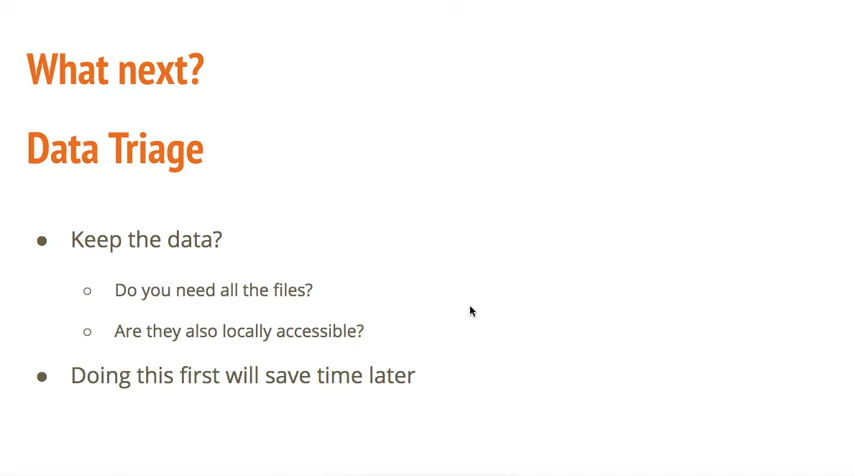 What next?
Data Triage
● Keep the data?
○ Do you need all the files?
○ Are they also locally accessible?
● Doing this first will save time later